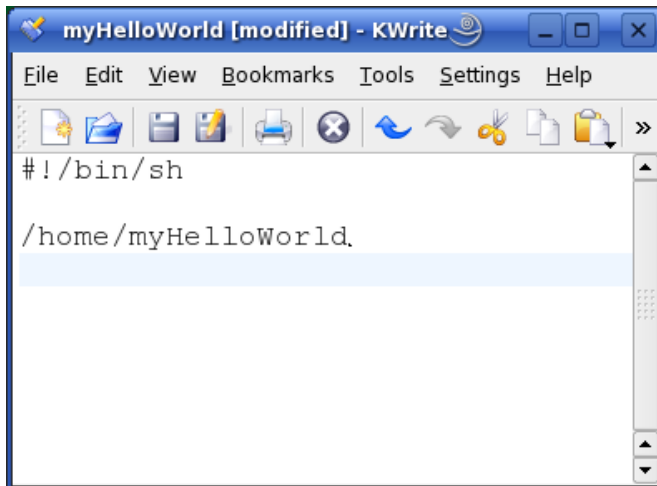 myHelloWorld [modified] - KWrite
File Edit View Bookmarks Tools Settings Help
#!/bin/sh
/home/myHelloWorld